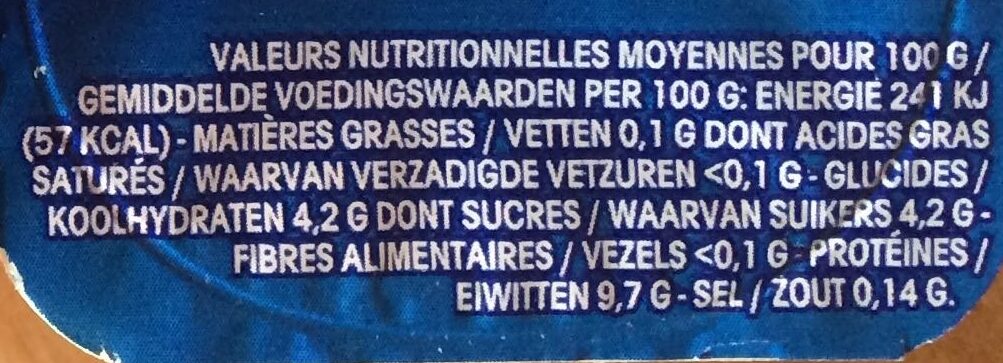 VALEURS NUTRITIONNELLES MOYENNES POUR 100 G /
GEMIDDELDE VOEDINGSWAARDEN PER 100 G: ENERGIE 241 KJ
(57 KCAL) - MATIÈRES GRASSES / VETTEN 0,1 G DONT ACIDES GRAS
SATURÉS / WAARVAN VERZADIGDE VETZUREN <0,1 G - GLUCIDES /
KOOLHYDRATEN 4,2 G DONT SUCRES / WAARVAN SUIKERS 4,2 G -
FIBRES ALIMENTAIRES / VEZELS <0,1 G - PROTÉINES /
EIWITTEN 9,7 G - SEL / ZOUT 0,14 G.